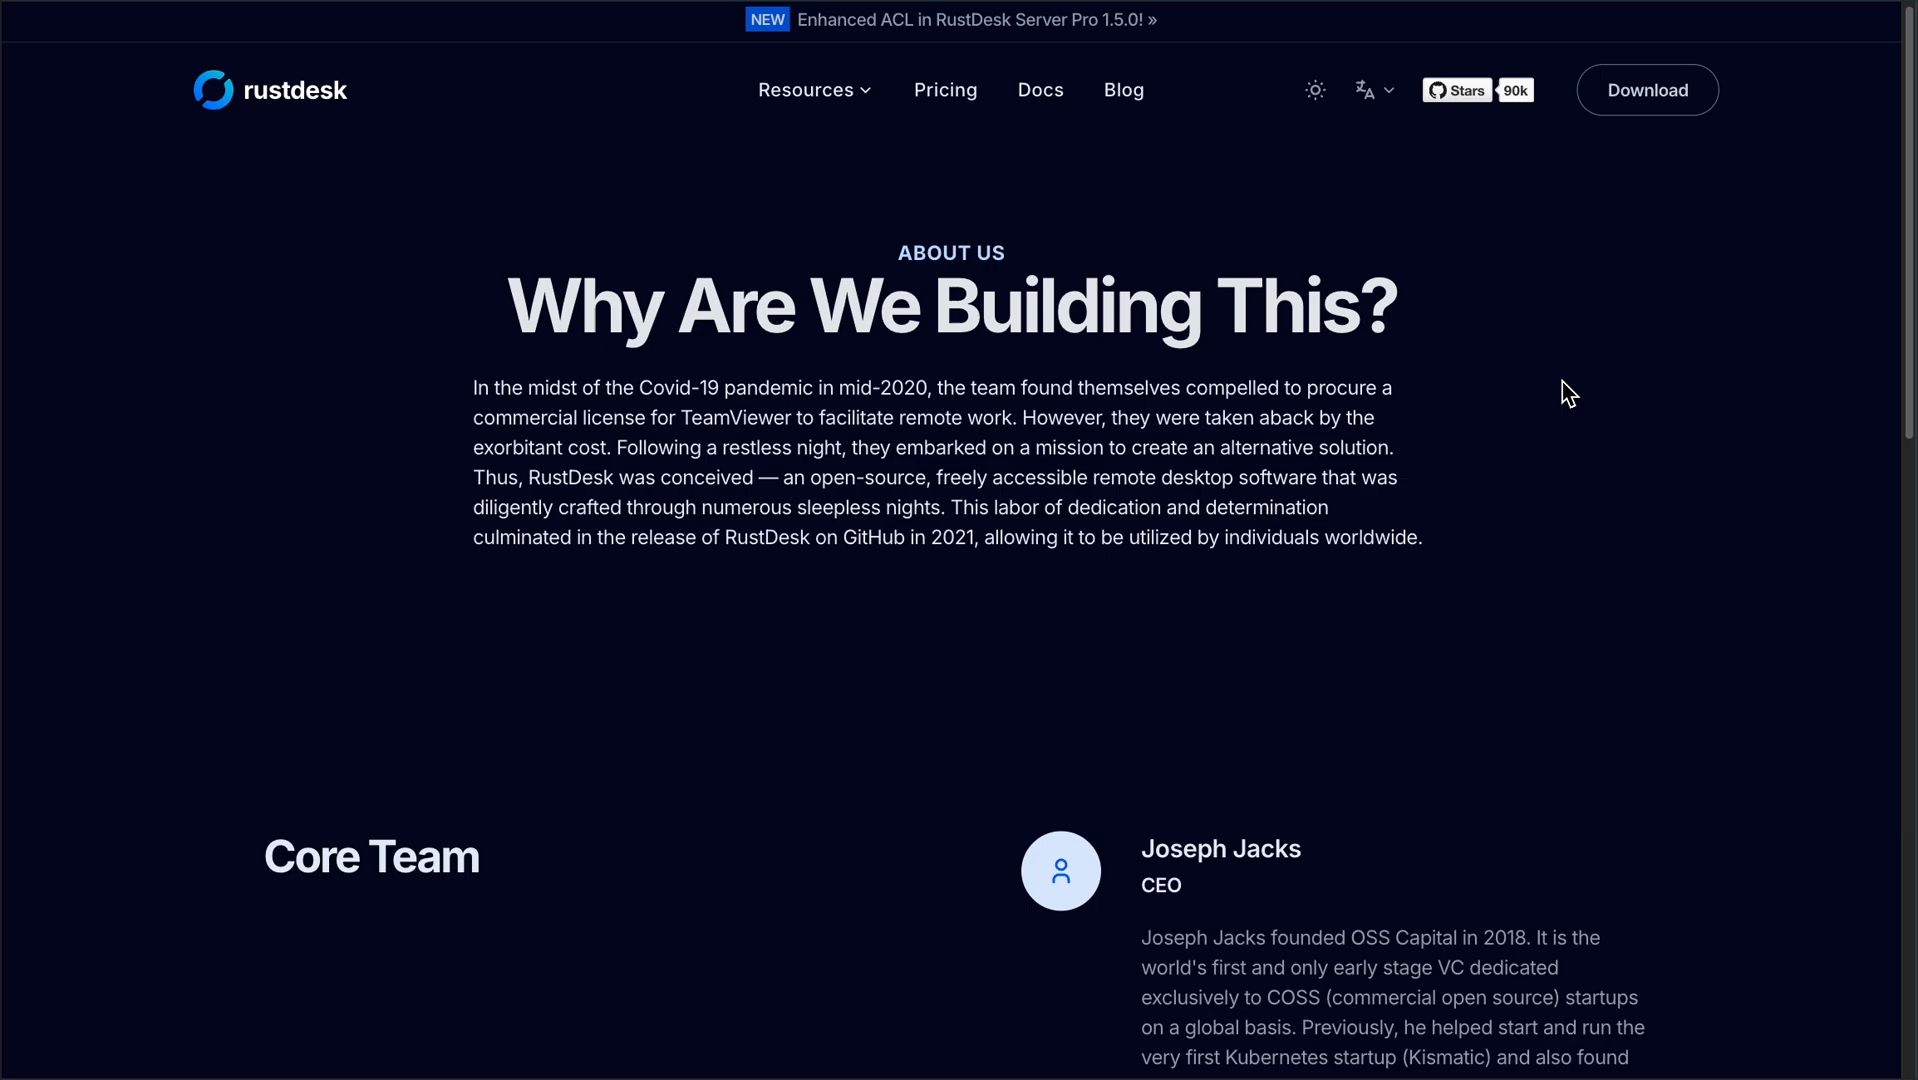 NEW Enhanced ACL in RustDesk Server Pro 1.5.0! »
rustdesk
Resources
Pricing
Docs
Blog
Stars
90k
Download
ABOUT US
Why Are We Building This?
In the midst of the Covid-19 pandemic in mid-2020, the team found themselves compelled to procure a
commercial license for TeamViewer to facilitate remote work. However, they were taken aback by the
exorbitant cost. Following a restless night, they embarked on a mission to create an alternative solution.
Thus, RustDesk was conceived — an open-source, freely accessible remote desktop software that was
diligently crafted through numerous sleepless nights. This labor of dedication and determination
culminated in the release of RustDesk on GitHub in 2021, allowing it to be utilized by individuals worldwide.
Core Team
Joseph Jacks
CEO
Joseph Jacks founded OSS Capital in 2018. It is the
world's first and only early stage VC dedicated
exclusively to COSS (commercial open source) startups
on a global basis. Previously, he helped start and run the
very first Kubernetes startup (Kismatic) and also found